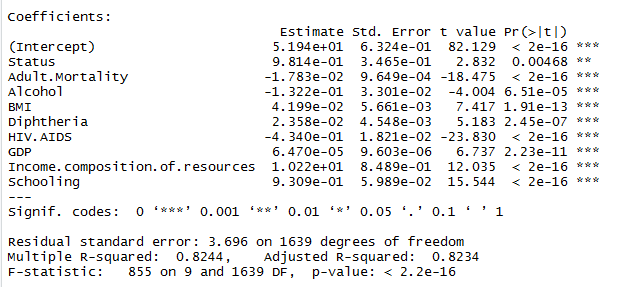 Coefficients:
Estimate Std. Error t value Pr(>|t|)
(Intercept) 5.194e+01 6.324e-01 82.129 < 2e-16 ***
Status 9.814e-01 3.465e-01 2.832 0.00468 **
Adult.Mortality -1.783e-02 9.649e-04 -18.475 < 2e-16 ***
Alcohol -1.322e-01 3.301e-02 -4.004 6.51e-05 ***
BMI 4.199e-02 5.661e-03 7.417 1.91e-13 ***
Diphtheria 2.358e-02 4.548e-03 5.183 2.45e-07 ***
HIV.AIDS -4.340e-01 1.821e-02 -23.830 < 2e-16 ***
GDP 6.470e-05 9.603e-06 6.737 2.23e-11 ***
Income.composition.of.resources 1.022e+01 8.489e-01 12.035 < 2e-16 ***
Schooling 9.309e-01 5.989e-02 15.544 < 2e-16 ***
---
Signif. codes: 0 ‘***’ 0.001 ‘**’ 0.01 ‘*’ 0.05 ‘.’ 0.1 ‘ ’ 1
Residual standard error: 3.696 on 1639 degrees of freedom
Multiple R-squared: 0.8244, Adjusted R-squared: 0.8234
F-statistic: 855 on 9 and 1639 DF, p-value: < 2.2e-16